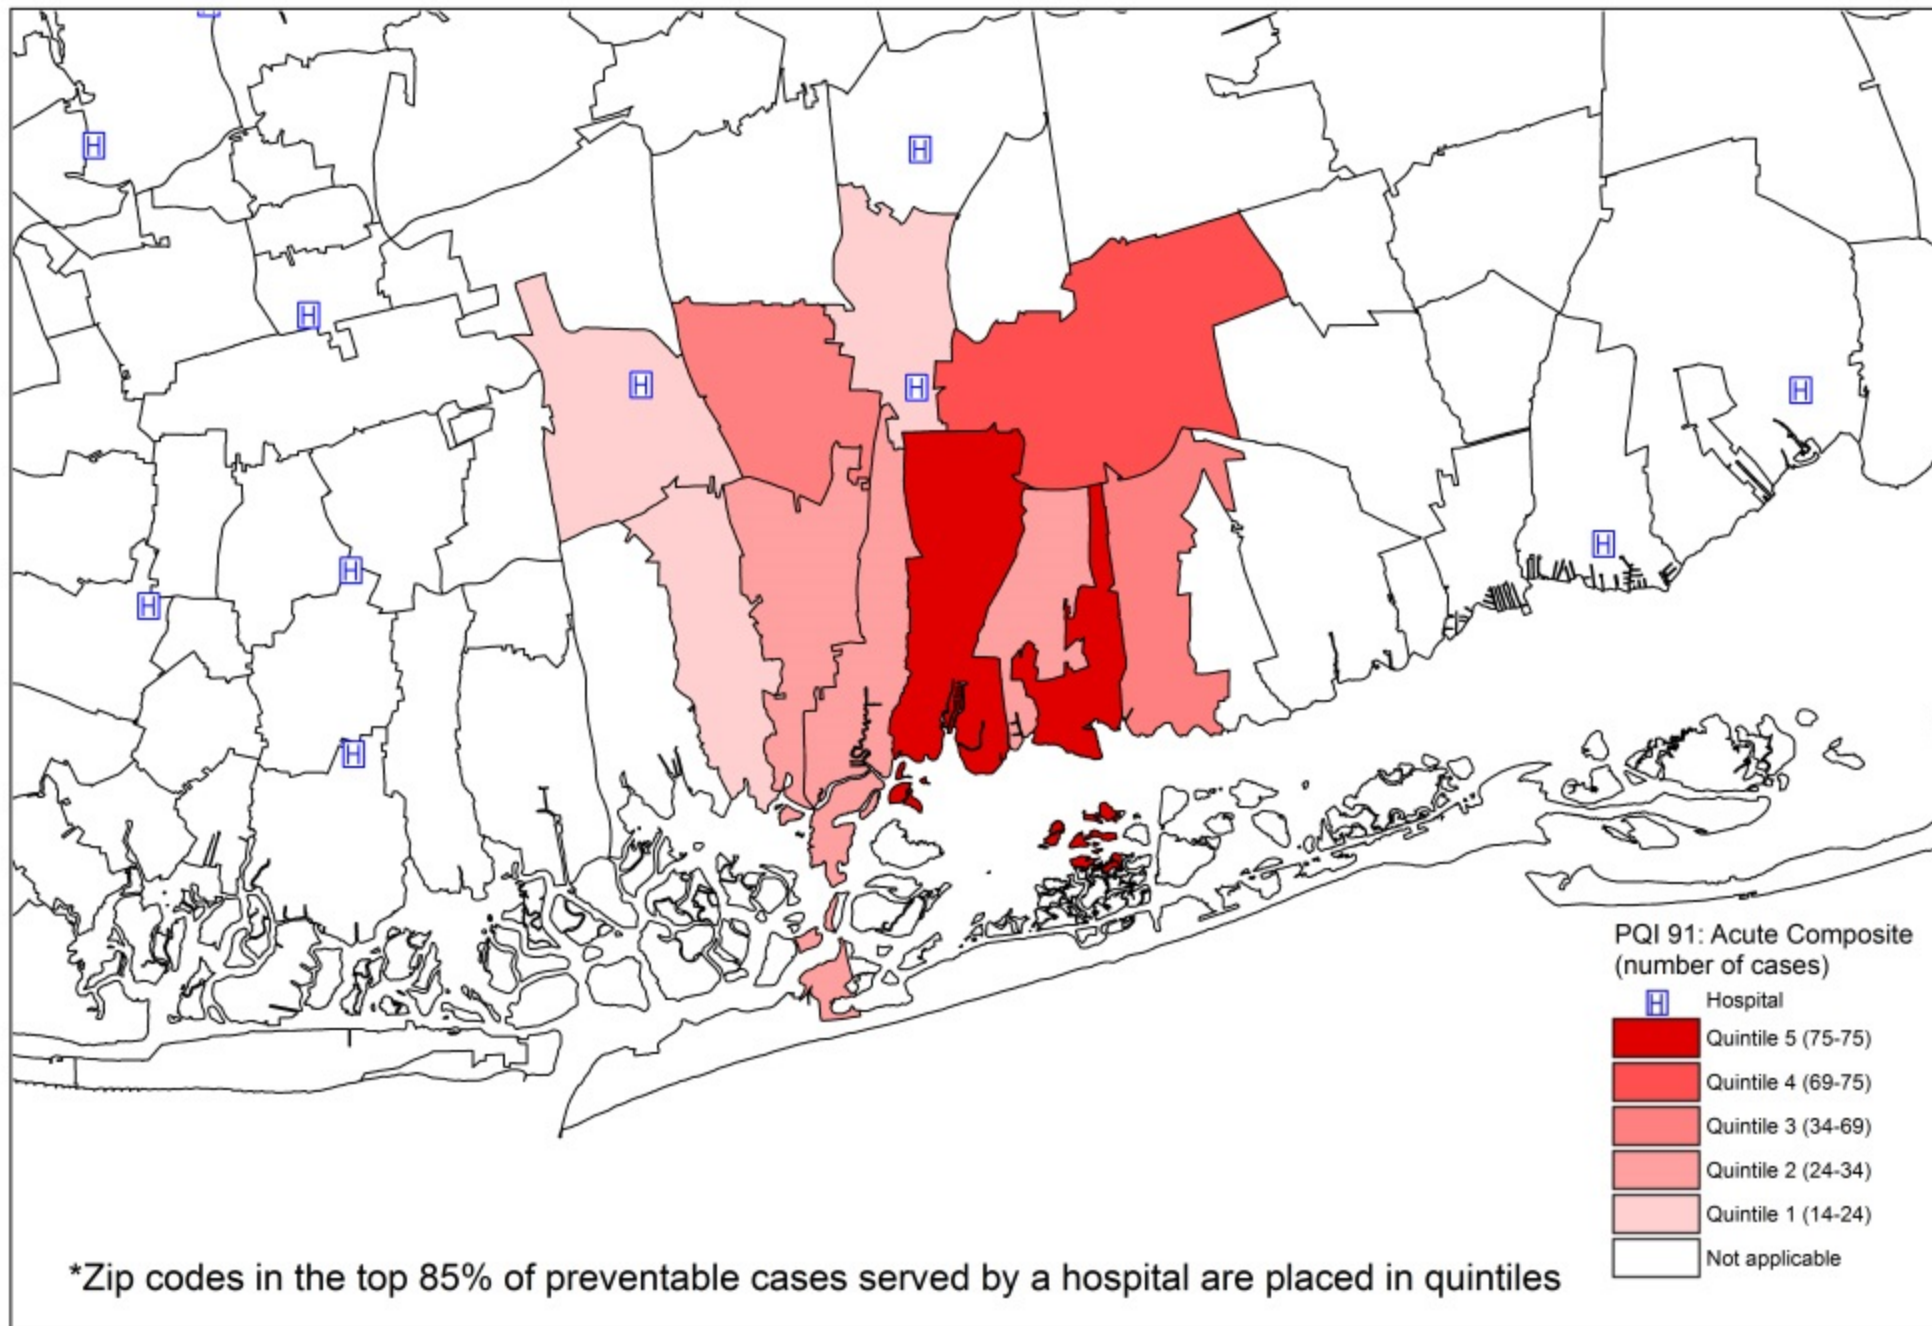 H
H
H
H
H
H
H
H
H
H
H
PQI 91: Acute Composite
(number of cases)
H Hospital
Quintile 5 (75-75)
Quintile 4 (69-75)
Quintile 3 (34-69)
Quintile 2 (24-34)
Quintile 1 (14-24)
Not applicable
*Zip codes in the top 85% of preventable cases served by a hospital are placed in quintiles